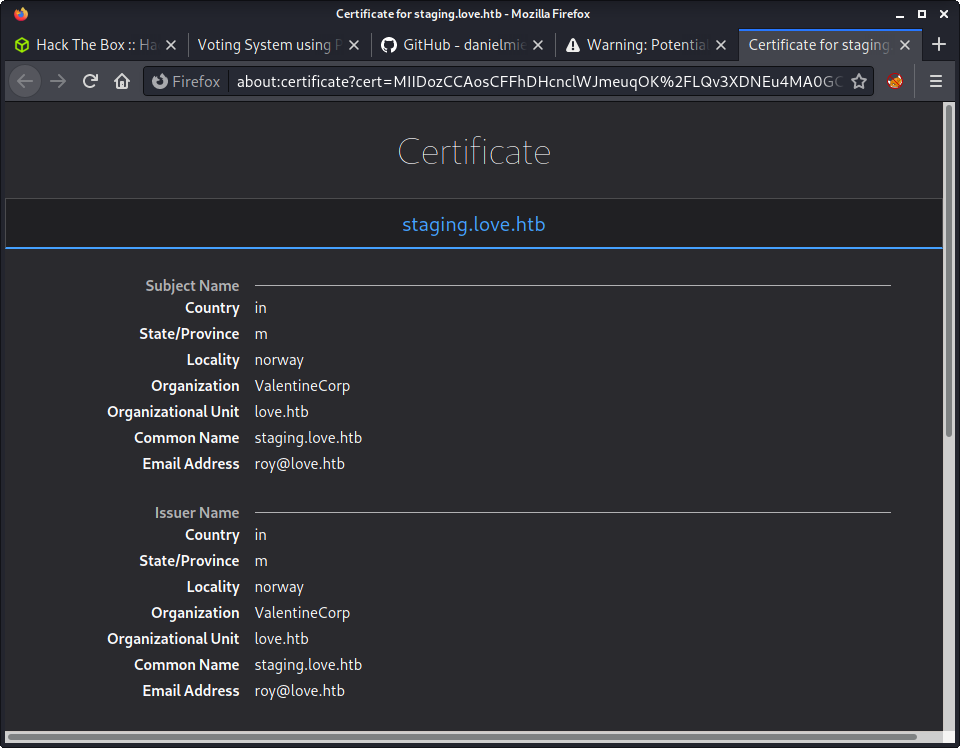 Certificate for staging.love.htb - Mozilla Firefox
Hack The Box :: Ha Voting System using P GitHub - danielmie Warning: Potentia Certificate for staging.
Firefox about:certificate?cert=MIIDozCCAosCFFhDHcnclWJmeuqOK%2FLQv3XDNEu4MA0GC
Certificate
staging.love.htb
Subject Name
Country in
State/Province m
Locality norway
Organization ValentineCorp
Organizational Unit love.htb
Common Name staging.love.htb
Email Address roy@love.htb
Issuer Name
Country in
State/Province m
Locality norway
Organization ValentineCorp
Organizational Unit love.htb
Common Name staging.love.htb
Email Address roy@love.htb